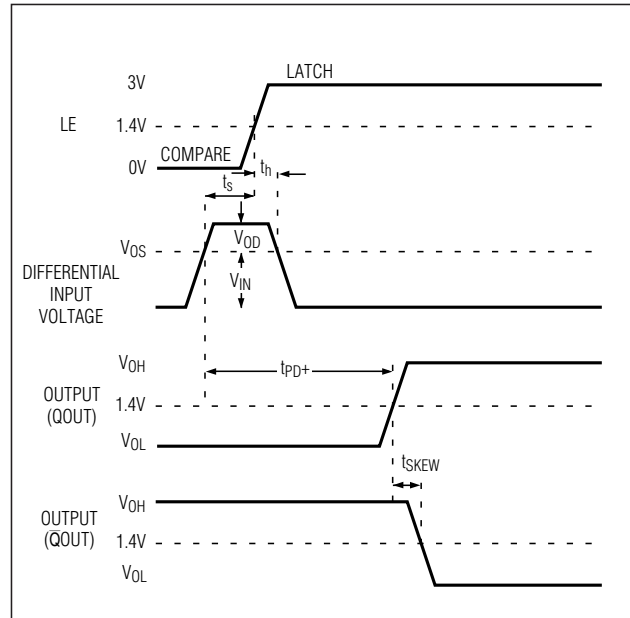 3V LATCH
LE 1.4V
0V COMPARE
ts th
VOS VOD
DIFFERENTIAL
INPUT
VOLTAGE
VIN
VOH
tPD+
OUTPUT
(QOUT)
1.4V
VOL
tSKEW
VOH
OUTPUT
(Q̅OUT)
1.4V
VOL